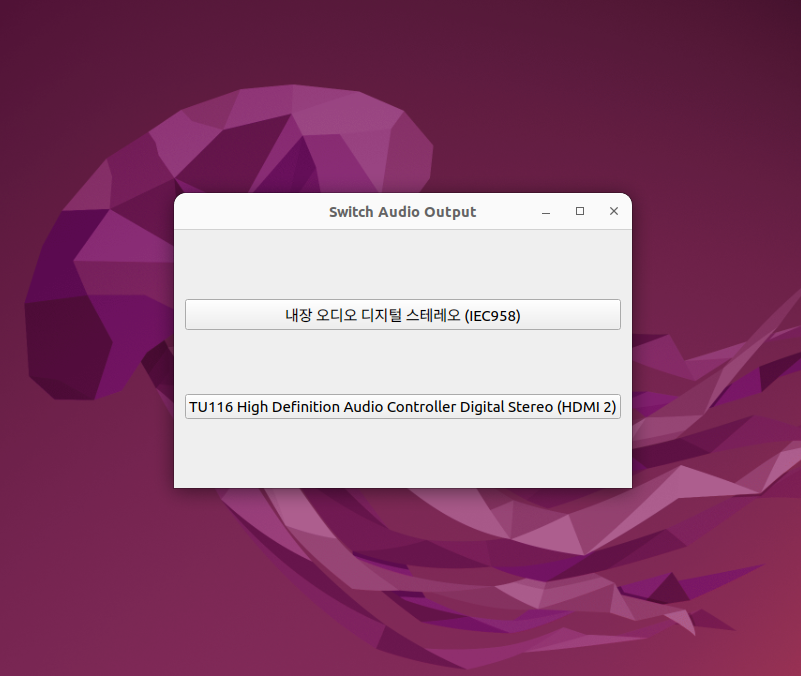 Switch Audio Output
내장 오디오 디지털 스테레오 (IEC958)
TU116 High Definition Audio Controller Digital Stereo (HDMI 2)